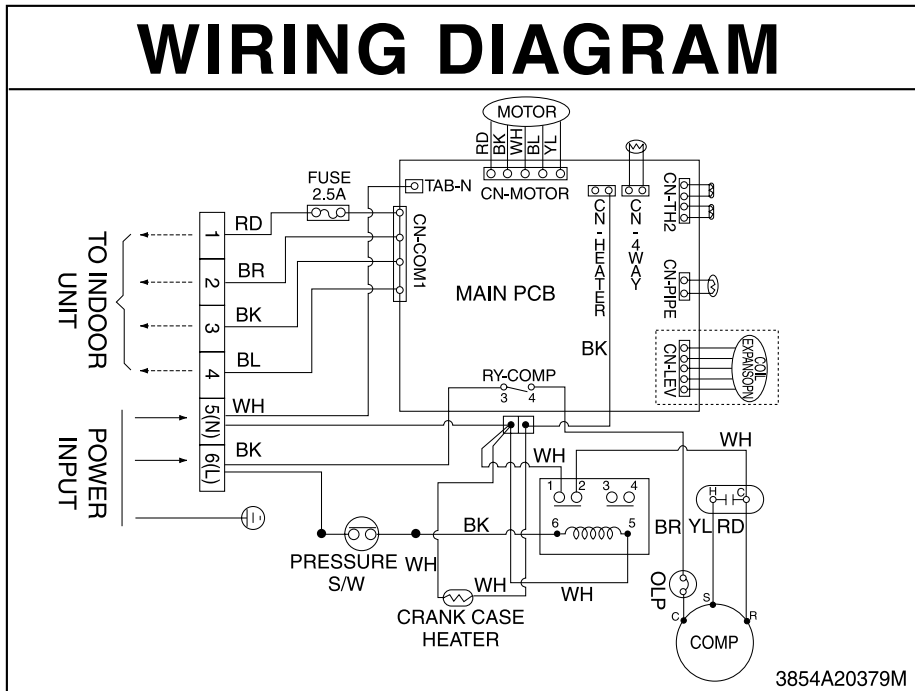 WIRING DIAGRAM
MOTOR
RD
BK
WH
BL
YL
FUSE
2.5A
TAB-N
CN-MOTOR
CN-COM1
CN-HEATER
CN-4WAY
CN-TH2
CN-PIPE
CN-LEV
EXPANSOPN
COIL
MAIN PCB
TO INDOOR
UNIT
1
RD
2
BR
3
BK
4
BL
5(N)
WH
6(L)
BK
POWER
INPUT
RY-COMP
3 4
BK
WH
WH
1 2 3 4
6 5
H C
BK
BR YL RD
PRESSURE
S/W
WH
WH
WH
CRANK CASE
HEATER
OLP
C S R
COMP
3854A20379M